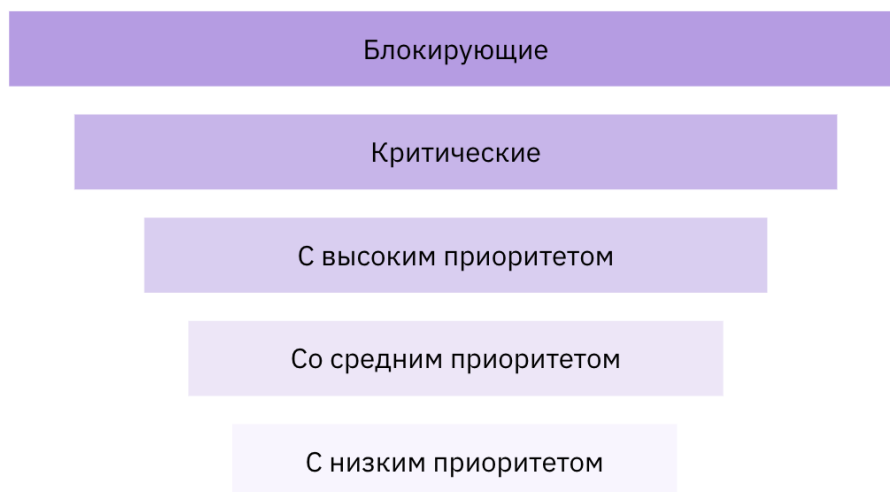 Блокирующие
Критические
С высоким приоритетом
Со средним приоритетом
С низким приоритетом